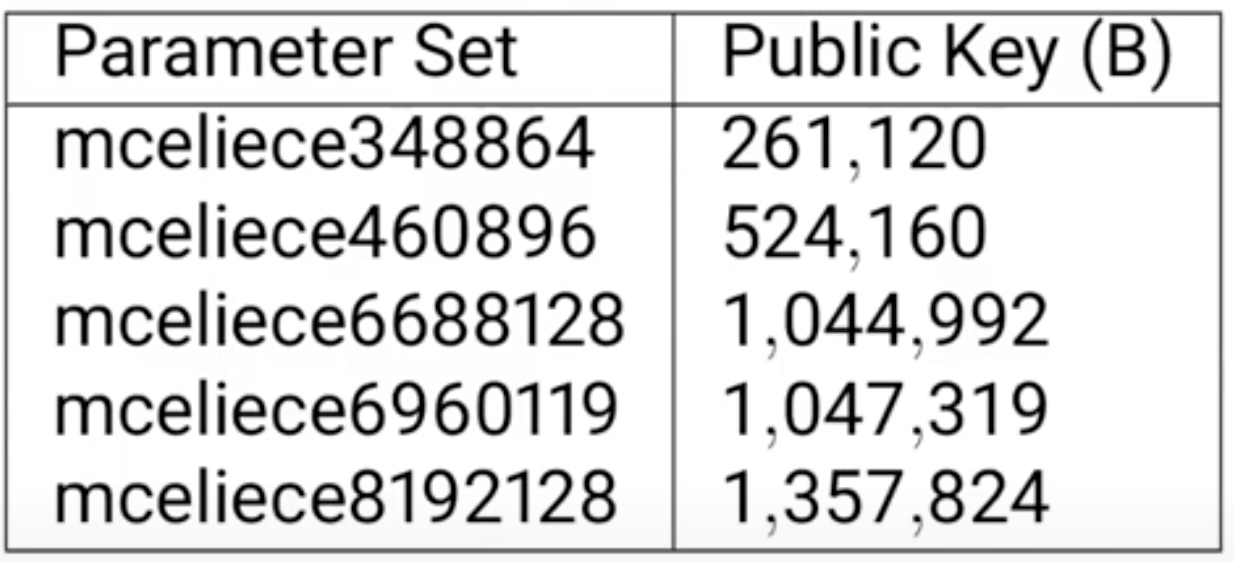 Parameter Set Public Key (B)
mceliece348864 261,120
mceliece460896 524,160
mceliece6688128 1,044,992
mceliece6960119 1,047,319
mceliece8192128 1,357,824